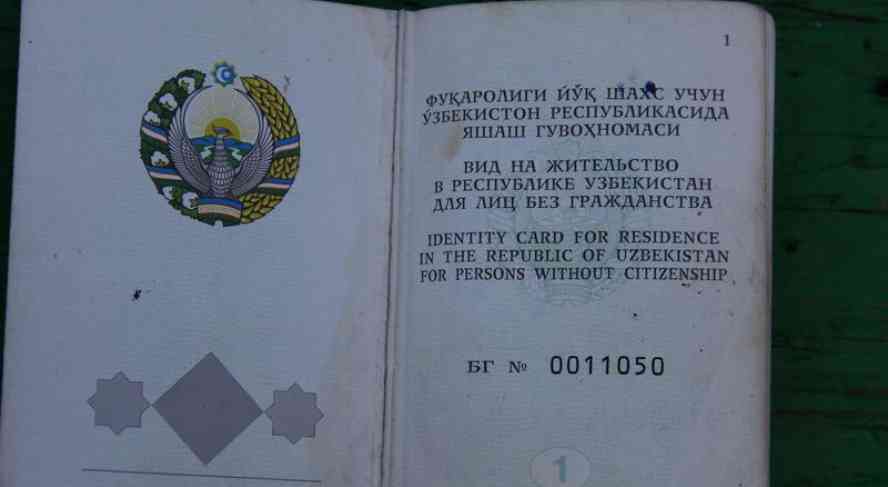 1
ФУҚАРОЛИГИ ЙЎҚ ШАХС УЧУН
ЎЗБЕКИСТОН РЕСПУБЛИКАСИДА
ЯШАШ ГУВОҲНОМАСИ
ВИД НА ЖИТЕЛЬСТВО
В РЕСПУБЛИКЕ УЗБЕКИСТАН
ДЛЯ ЛИЦ БЕЗ ГРАЖДАНСТВА
IDENTITY CARD FOR RESIDENCE
IN THE REPUBLIC OF UZBEKISTAN
FOR PERSONS WITHOUT CITIZENSHIP
БГ № 0011050
1